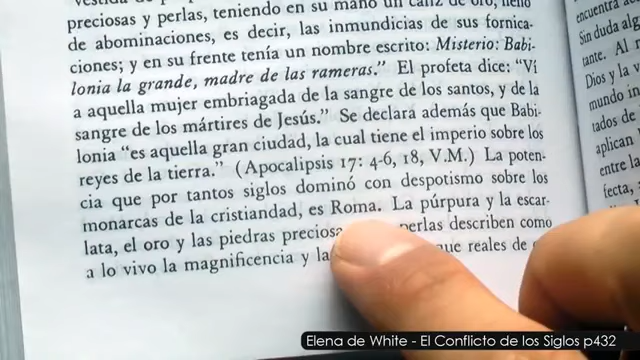 preciosas y perlas, teniendo en su mano un cáliz de oro, lleno
de abominaciones, es decir, las inmundicias de sus fornica-
ciones; y en su frente tenía un nombre escrito: Misterio: Babi-
lonia la grande, madre de las rameras.” El profeta dice: “Ví
a aquella mujer embriagada de la sangre de los santos, y de la
sangre de los mártires de Jesús.” Se declará además que Babi-
lonia “es aquella gran ciudad, la cual tiene el imperio sobre los
reyes de la tierra.” (Apocalipsis 17: 4-6, 18, V.M.) La poten-
cia que por tantos siglos dominó con despotismo sobre los
monarcas de la cristiandad, es Roma. La púrpura y la escar-
lata, el oro y las piedras preciosa perlas describen como
a lo vivo la magnificencia y la que reales de
encuentra
Sin duda alg
tante. Al
Dios y la v
mundo in
tados de
aplican
entre la
fecta,
Elena de White - El Conflicto de los Siglos p432